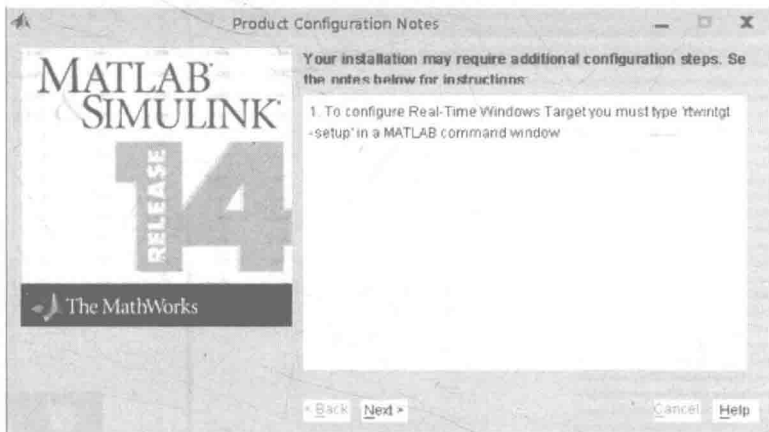 Product Configuration Notes
MATLAB
SIMULINK
RELEASE
14
The MathWorks
Your installation may require additional configuration steps. Se
the notes below for instructions
1. To configure Real-Time Windows Target you must type 'rtwintgt
-setup' in a MATLAB command window
< Back Next > Cancel Help